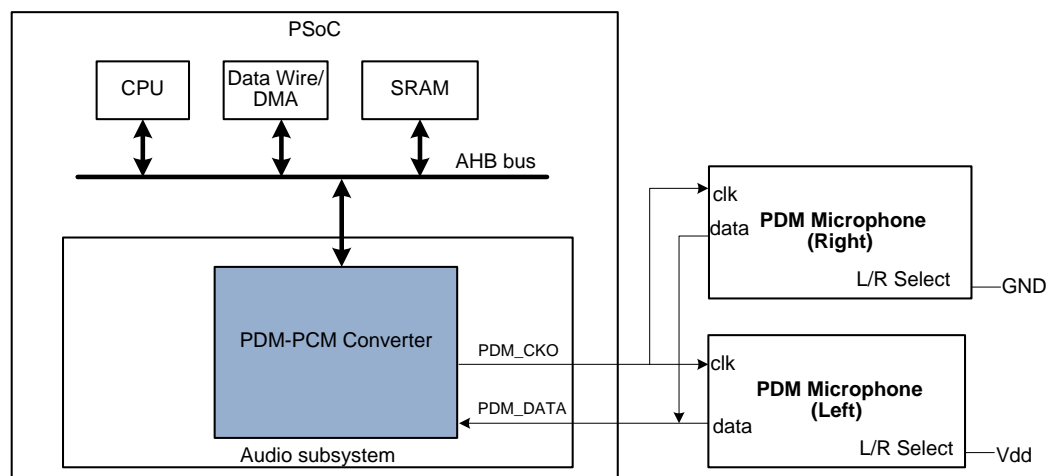 PSoC
CPU
Data Wire/
DMA
SRAM
AHB bus
PDM-PCM Converter
Audio subsystem
PDM_CKO
PDM_DATA
clk
data
PDM Microphone
(Right)
L/R Select
GND
clk
data
PDM Microphone
(Left)
L/R Select
Vdd